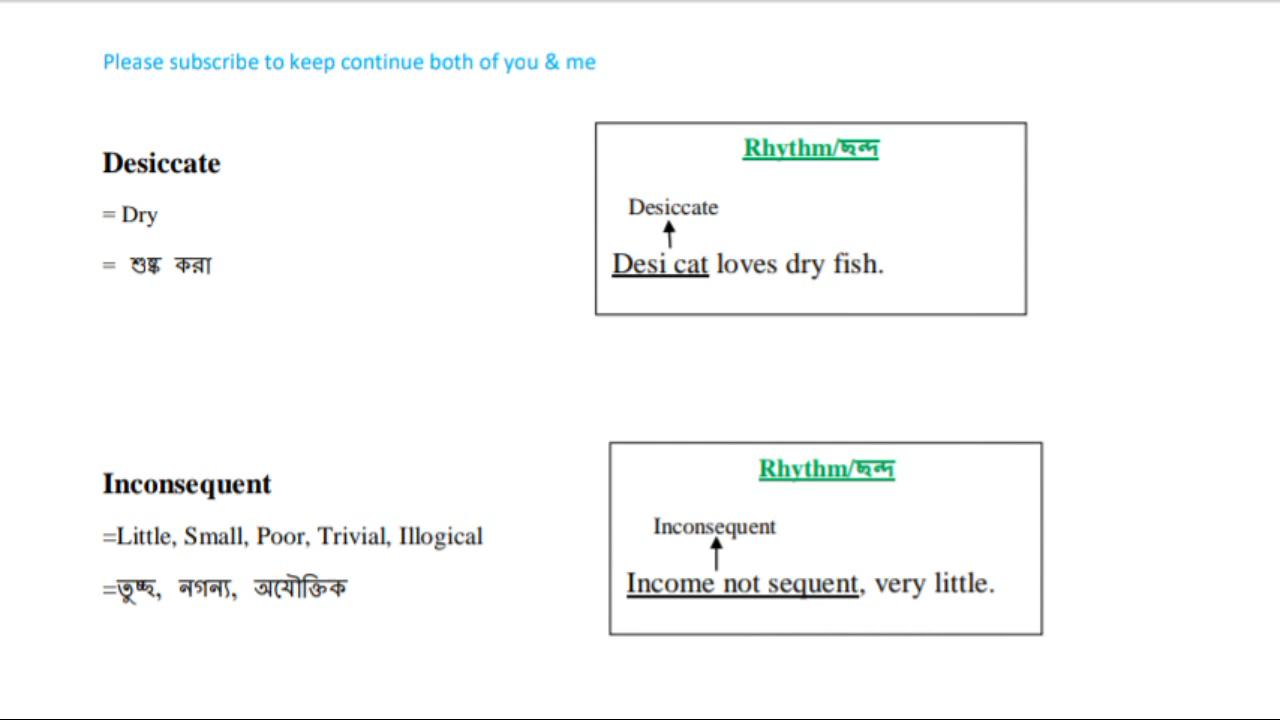 Please subscribe to keep continue both of you & me
Desiccate
= Dry
= শুষ্ক করা
Rhythm/ছন্দ
Desiccate
Desi cat loves dry fish.
Inconsequent
=Little, Small, Poor, Trivial, Illogical
=তুচ্ছ, নগন্য, অযৌক্তিক
Rhythm/ছন্দ
Inconsequent
Income not sequent, very little.